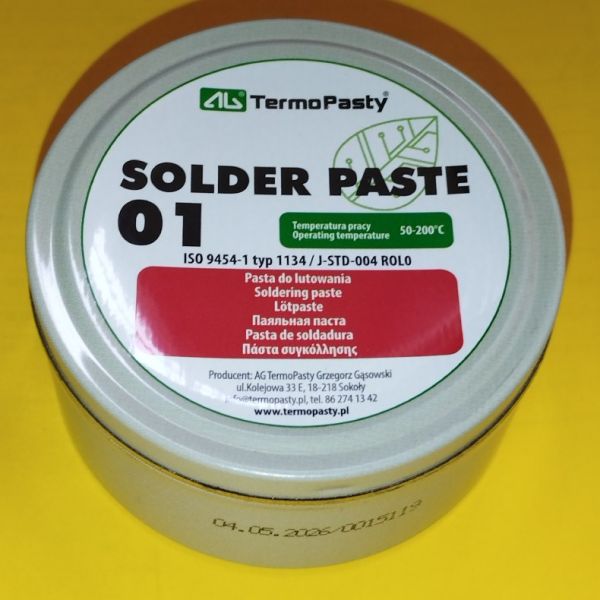 AG TermoPasty®
SOLDER PASTE
01
Temperatura pracy
Operating temperature 50-200°C
ISO 9454-1 typ 1134 / J-STD-004 ROL0
Pasta do lutowania
Soldering paste
Lötpaste
Паяльная паста
Pasta de soldadura
Πάστα συγκόλλησης
Producent: AG TermoPasty Grzegorz Gąsowski
ul.Kolejowa 33 E, 18-218 Sokoły
info@termopasty.pl, tel. 86 274 13 42
www.termopasty.pl
04.05.2026/0015119